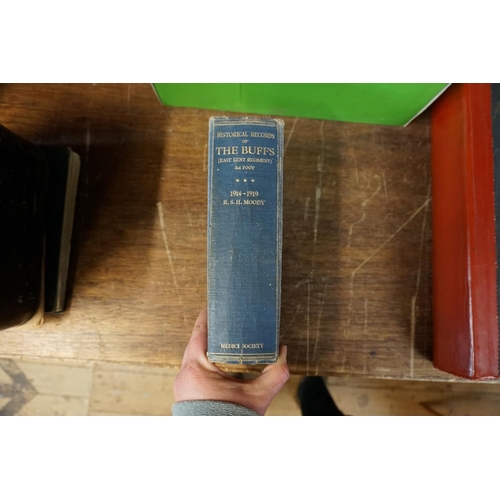 HISTORICAL RECORDS
OF
THE BUFFS
(EAST KENT REGIMENT)
3rd FOOT
1914-1919
R. S. H. MOODY
MEDICI SOCIETY